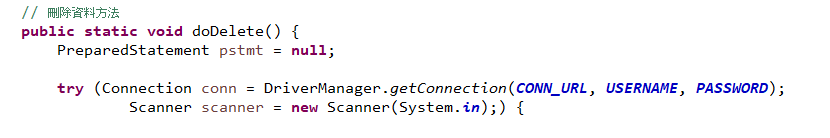 // 刪除資料方法
public static void doDelete() {
PreparedStatement pstmt = null;
try (Connection conn = DriverManager.getConnection(CONN_URL, USERNAME, PASSWORD);
Scanner scanner = new Scanner(System.in);) {